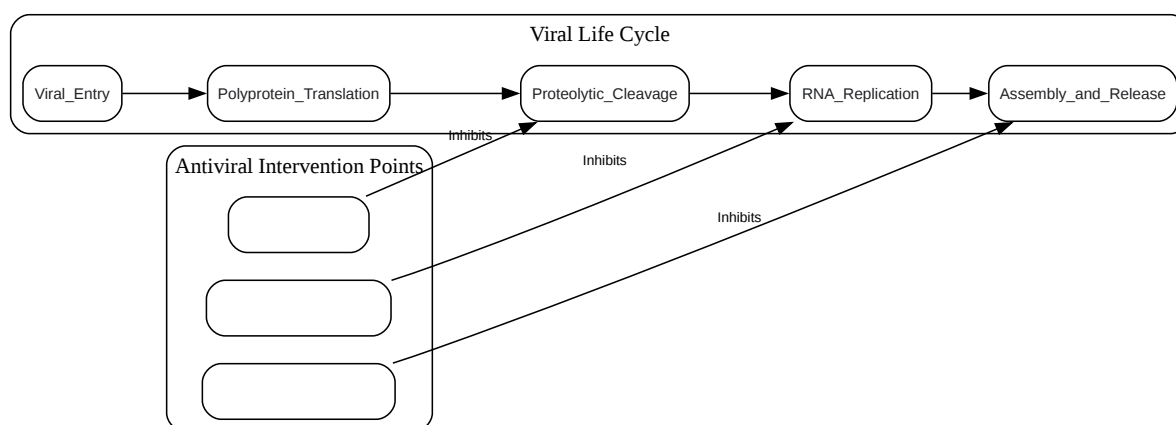 Viral Life Cycle
Viral_Entry
Polyprotein_Translation
Proteolytic_Cleavage
RNA_Replication
Assembly_and_Release
Inhibits
Inhibits
Antiviral Intervention Points
Inhibits